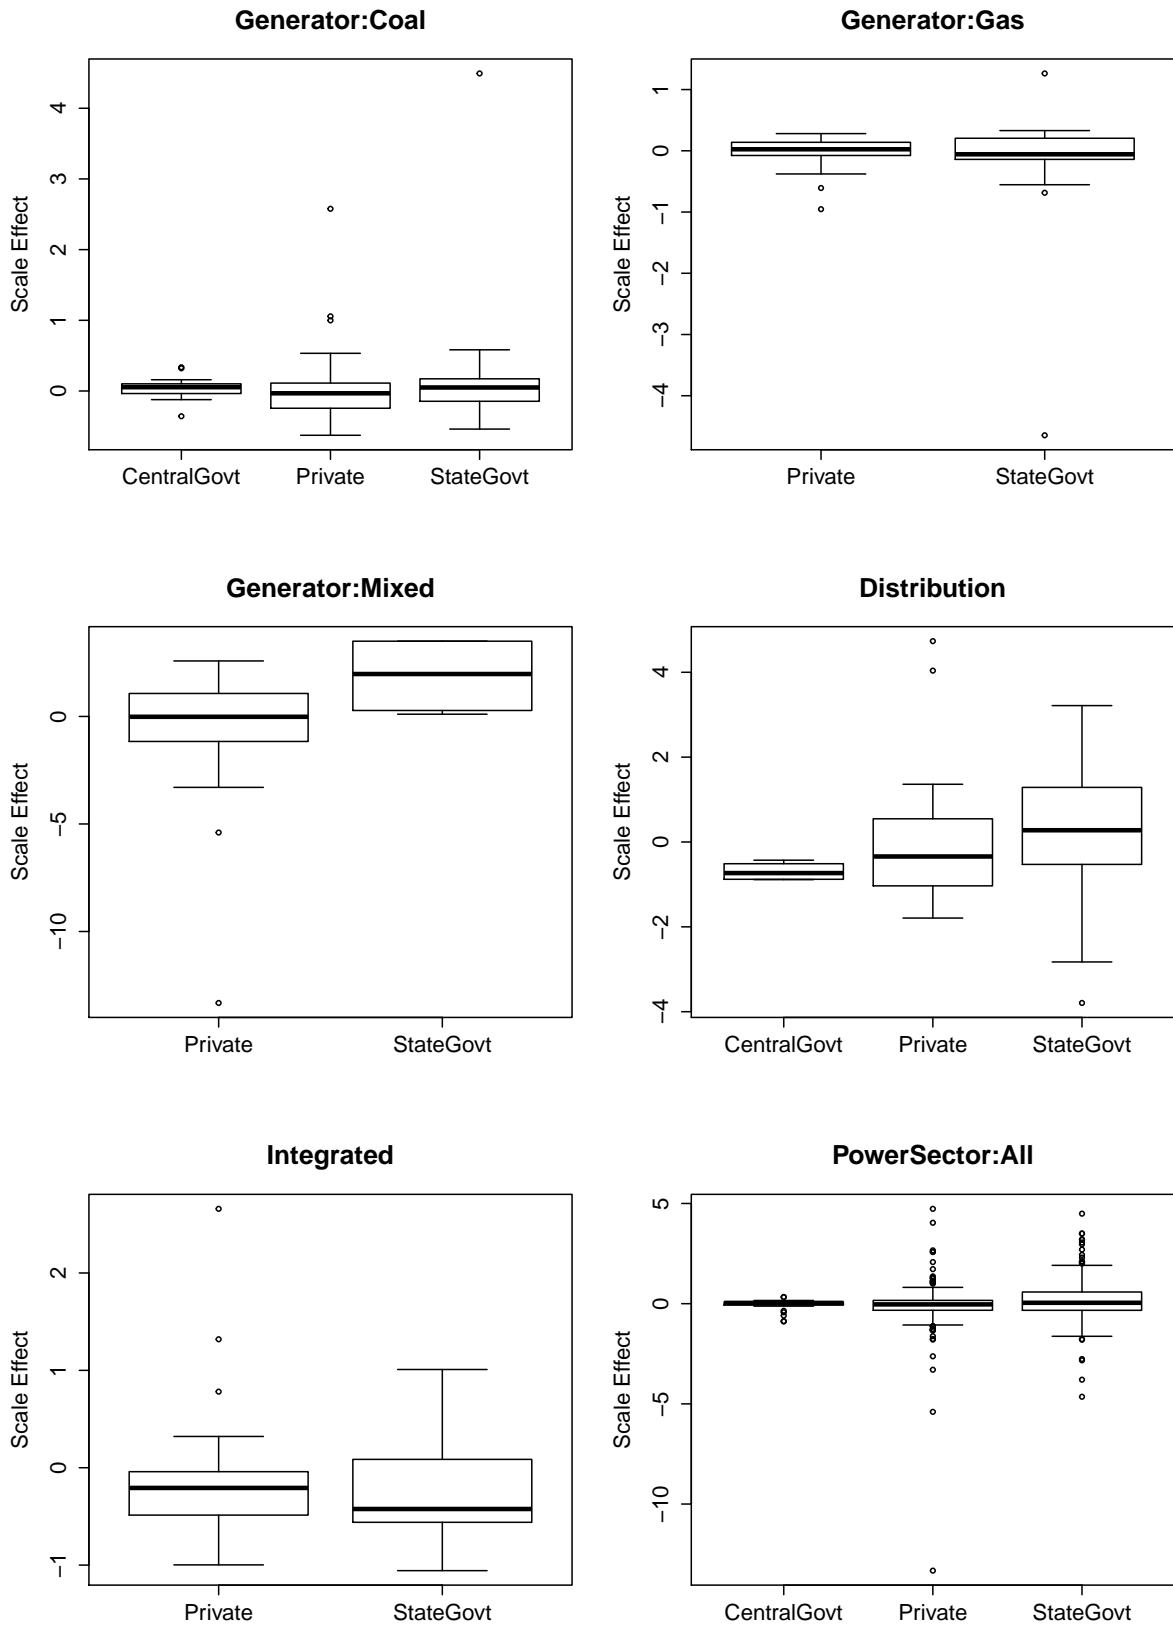 Generator:Coal
Scale Effect
4
3
2
1
0
CentralGovt Private StateGovt
Generator:Gas
Scale Effect
1
0
−1
−2
−3
−4
Private StateGovt
Generator:Mixed
Scale Effect
0
−5
−10
Private StateGovt
Distribution
Scale Effect
4
2
0
−2
−4
CentralGovt Private StateGovt
Integrated
Scale Effect
2
1
0
−1
Private StateGovt
PowerSector:All
Scale Effect
5
0
−5
−10
CentralGovt Private StateGovt